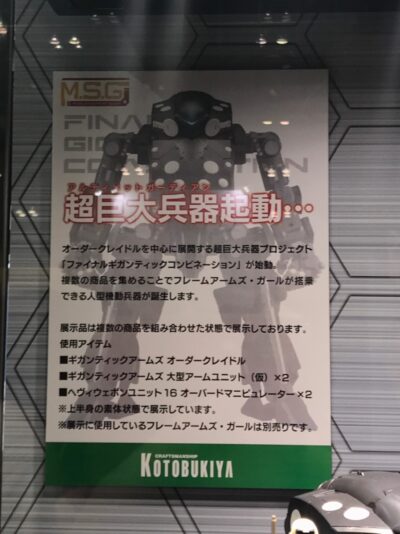 M.S.G
FINAL
GIGANTIC
COMBINATION
アルティメットガーディアン
超巨大兵器起動…
オーダークレイドルを中心に展開する超巨大兵器プロジェクト
「ファイナルギガンティックコンビネーション」が始動。
複数の商品を集めることでフレームアームズ・ガールが搭乗
できる人型機動兵器が誕生します。
展示品は複数の商品を組み合わせた状態で展示しております。
使用アイテム
■ギガンティックアームズ オーダークレイドル
■ギガンティックアームズ 大型アームユニット（仮）×2
■ヘヴィウェポンユニット16 オーバードマニピュレーター×2
※上半身の素体状態で展示しています。
※展示に使用しているフレームアームズ・ガールは別売りです。
CRAFTSMANSHIP
KOTOBUKIYA